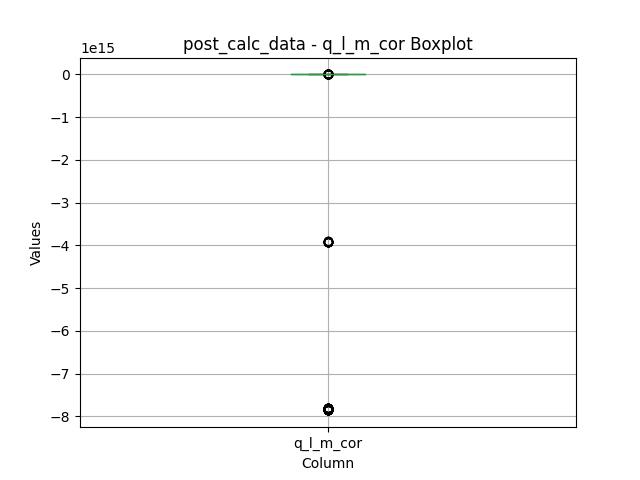 post_calc_data - q_l_m_cor Boxplot
1e15
0
−1
−2
−3
−4
−5
−6
−7
−8
Values
q_l_m_cor
Column